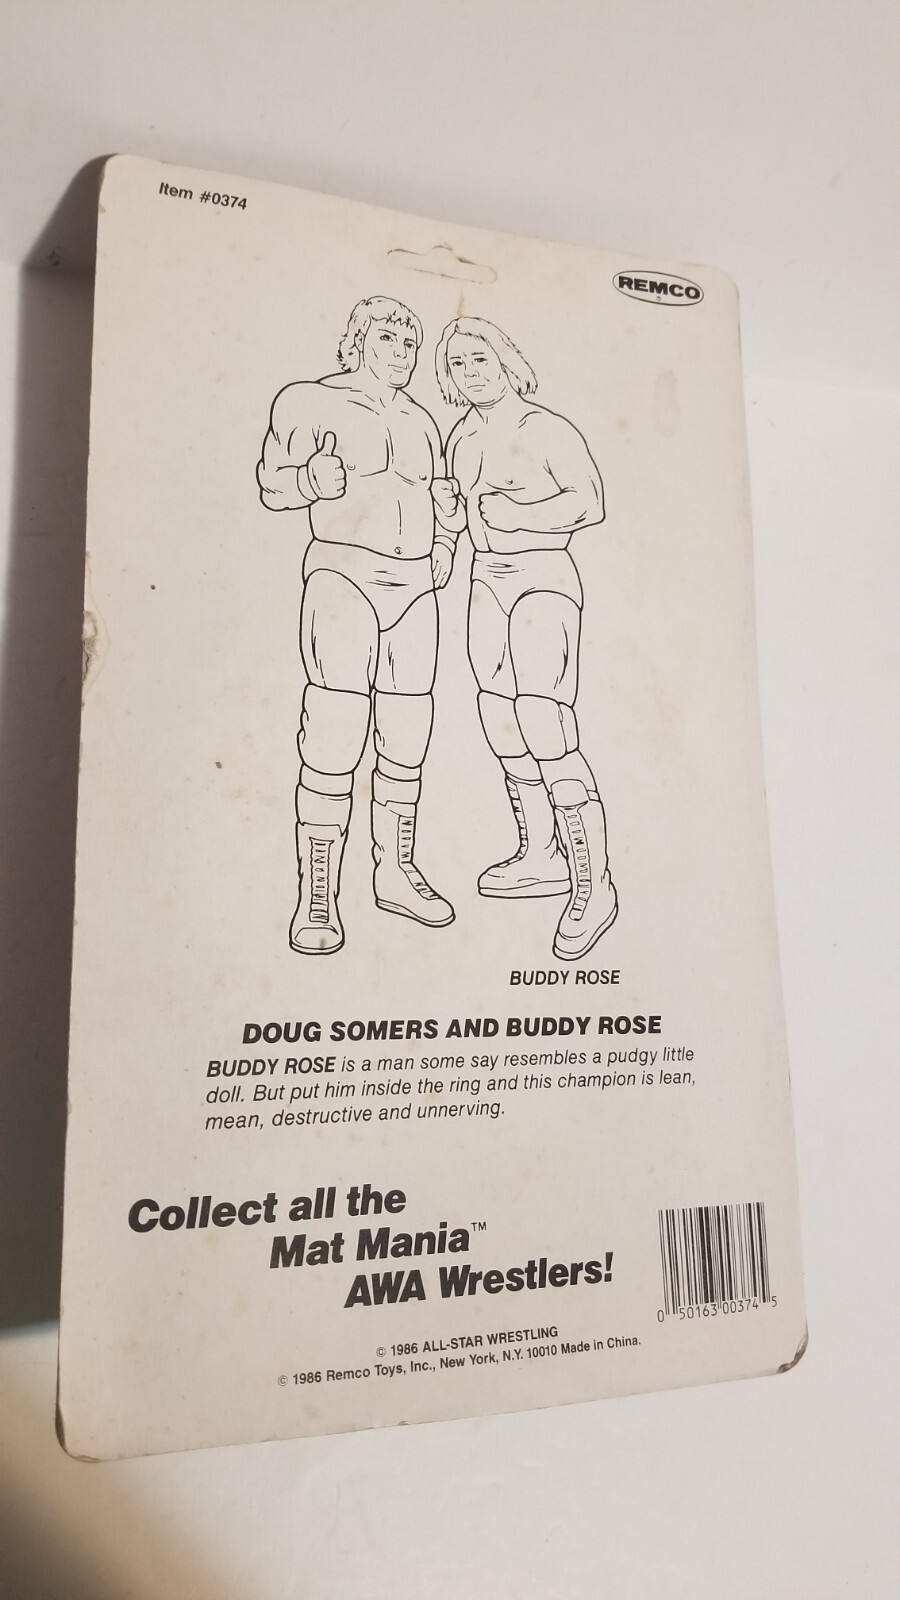 Item #0374
REMCO
®
BUDDY ROSE
DOUG SOMERS AND BUDDY ROSE
BUDDY ROSE is a man some say resembles a pudgy little
doll. But put him inside the ring and this champion is lean,
mean, destructive and unnerving.
Collect all the
Mat Mania™
AWA Wrestlers!
0 50163 00374 5
© 1986 ALL-STAR WRESTLING
© 1986 Remco Toys, Inc., New York, N.Y. 10010 Made in China.